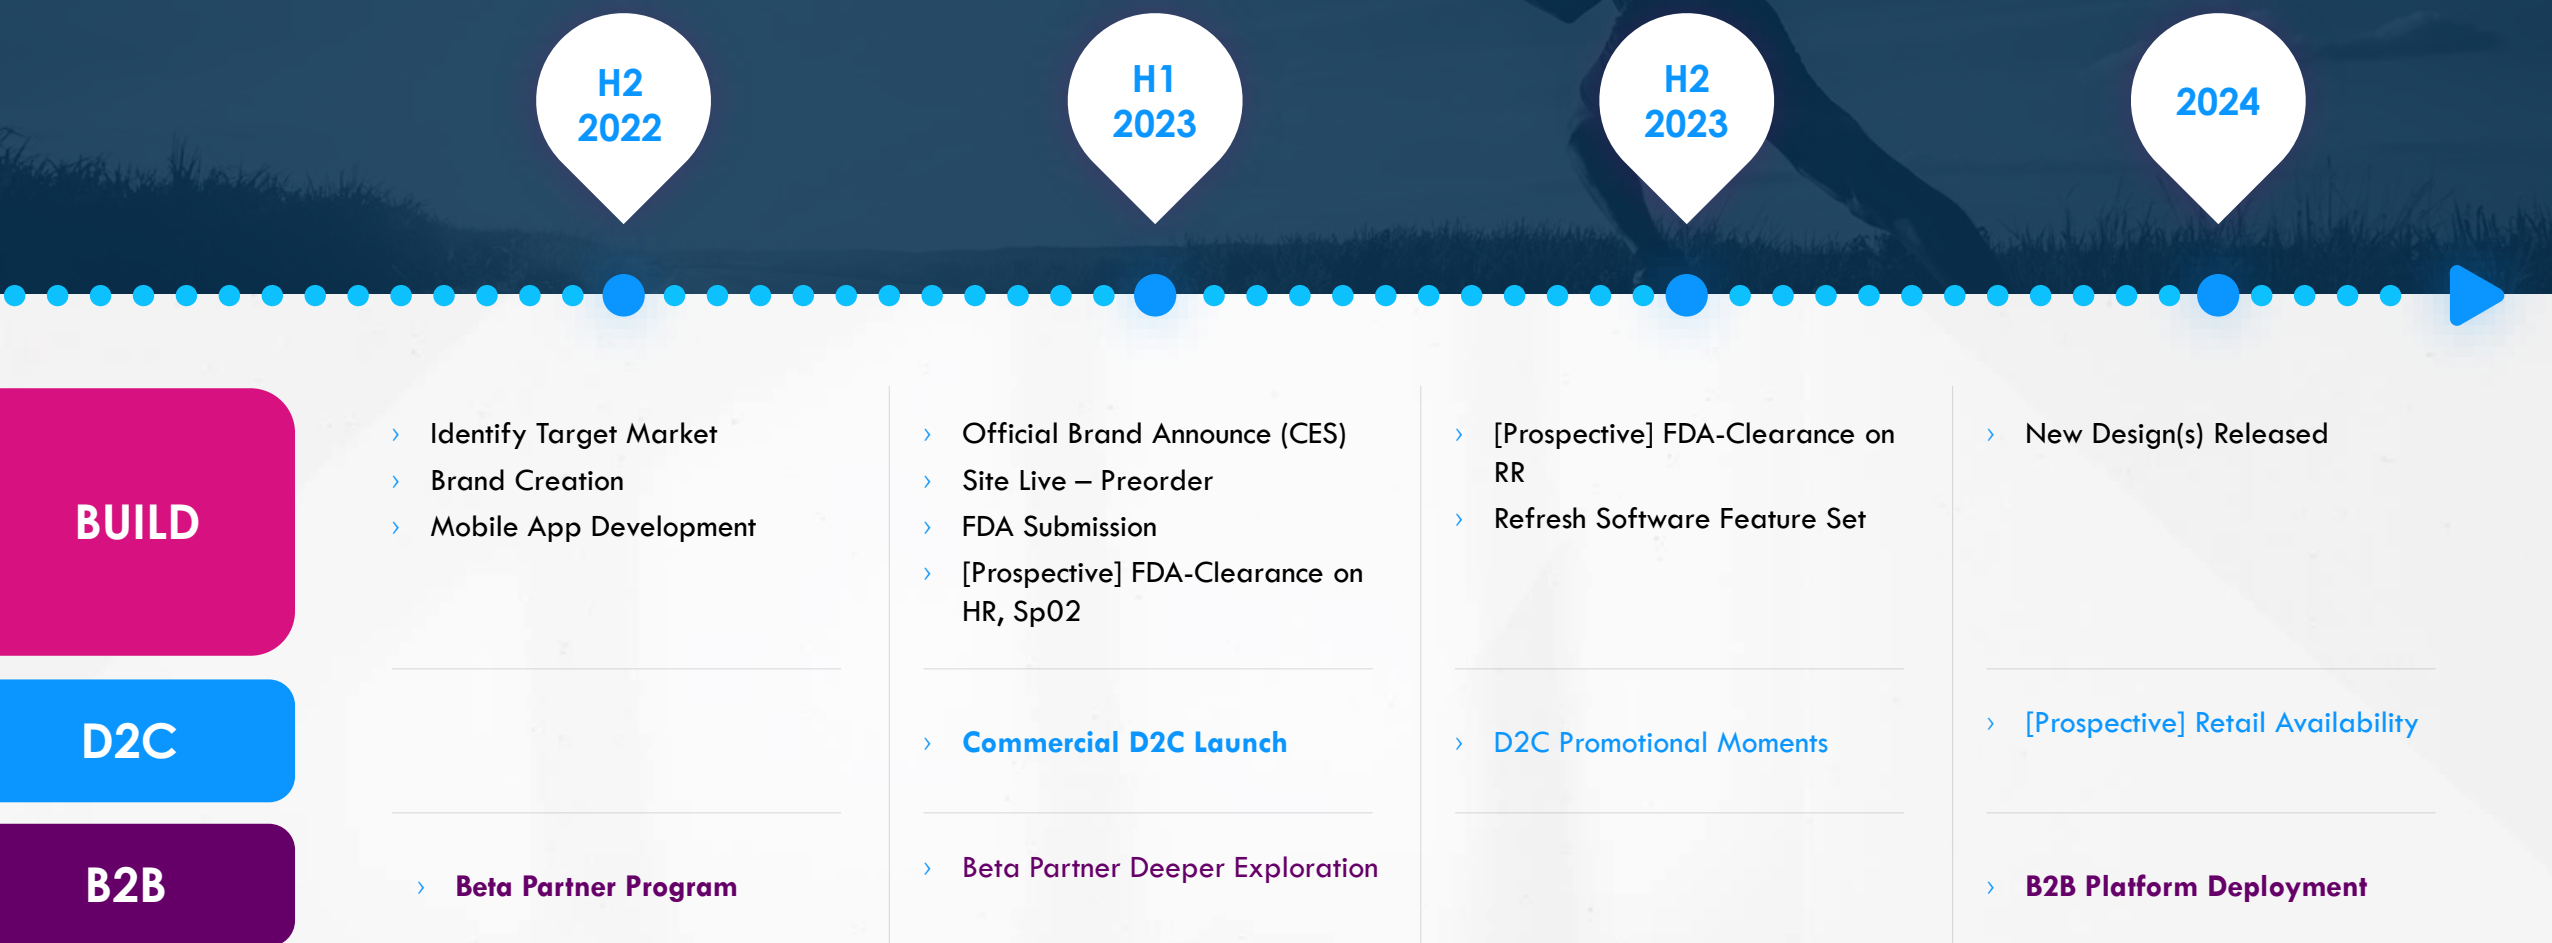 H2
2022
H1
2023
H2
2023
2024
BUILD
› Identify Target Market
› Brand Creation
› Mobile App Development
› Official Brand Announce (CES)
› Site Live – Preorder
› FDA Submission
› [Prospective] FDA-Clearance on
HR, Sp02
› [Prospective] FDA-Clearance on
RR
› Refresh Software Feature Set
› New Design(s) Released
D2C
› Commercial D2C Launch
› D2C Promotional Moments
› [Prospective] Retail Availability
B2B
› Beta Partner Program
› Beta Partner Deeper Exploration
› B2B Platform Deployment